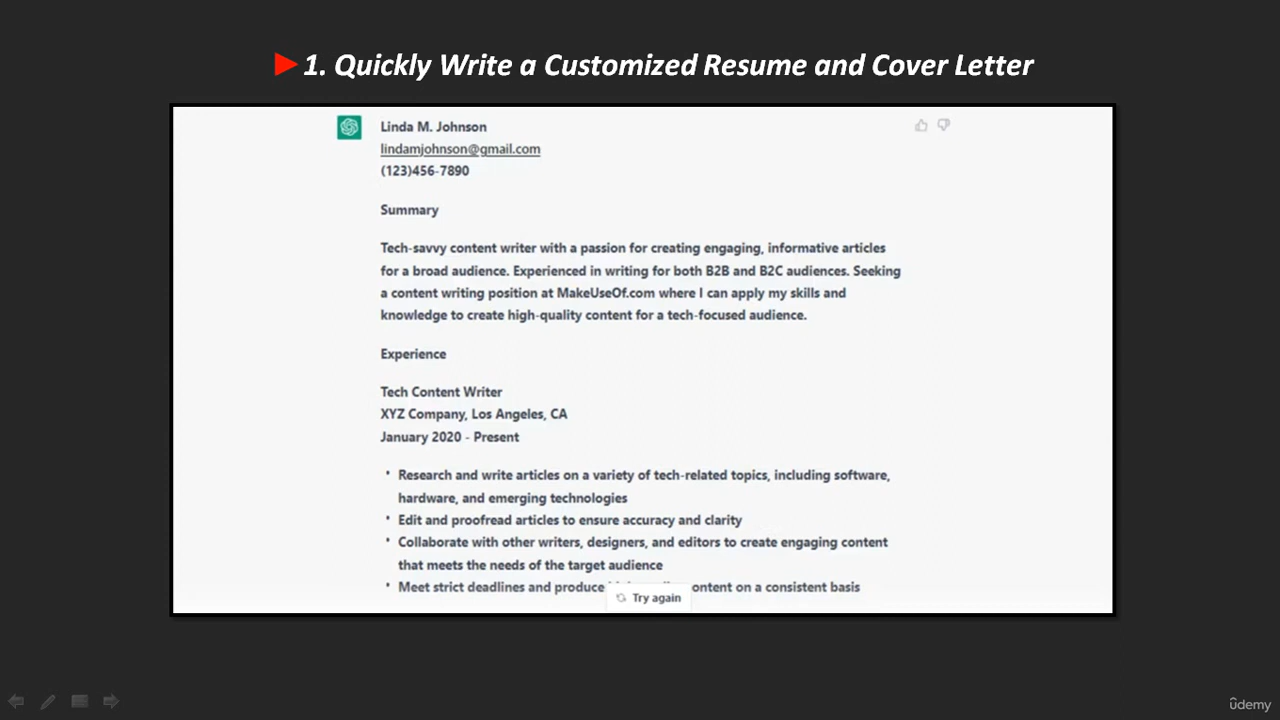 1. Quickly Write a Customized Resume and Cover Letter
Linda M. Johnson
lindamjohnson@gmail.com
(123)456-7890
Summary
Tech-savvy content writer with a passion for creating engaging, informative articles
for a broad audience. Experienced in writing for both B2B and B2C audiences. Seeking
a content writing position at MakeUseOf.com where I can apply my skills and
knowledge to create high-quality content for a tech-focused audience.
Experience
Tech Content Writer
XYZ Company, Los Angeles, CA
January 2020 - Present
• Research and write articles on a variety of tech-related topics, including software,
hardware, and emerging technologies
• Edit and proofread articles to ensure accuracy and clarity
• Collaborate with other writers, designers, and editors to create engaging content
that meets the needs of the target audience
• Meet strict deadlines and produce content on a consistent basis
Try again
ûdemy